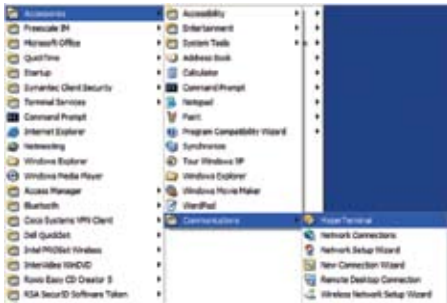 Accessories
Freescale IM
Microsoft Office
QuickTime
Startup
Symantec Client Security
Terminal Services
Command Prompt
Internet Explorer
Netmeeting
Windows Explorer
Windows Media Player
Access Manager
Bluetooth
Cisco Systems VPN Client
Dell QuickSet
Intel PROSet Wireless
InterVideo WinDVD
Roxio Easy CD Creator 5
RSA SecurID Software Token
Accessibility
Entertainment
System Tools
Address Book
Calculator
Command Prompt
Notepad
Paint
Program Compatibility Wizard
Synchronize
Tour Windows XP
Windows Explorer
Windows Movie Maker
WordPad
Communications
HyperTerminal
Network Connections
Network Setup Wizard
New Connection Wizard
Remote Desktop Connection
Wireless Network Setup Wizard